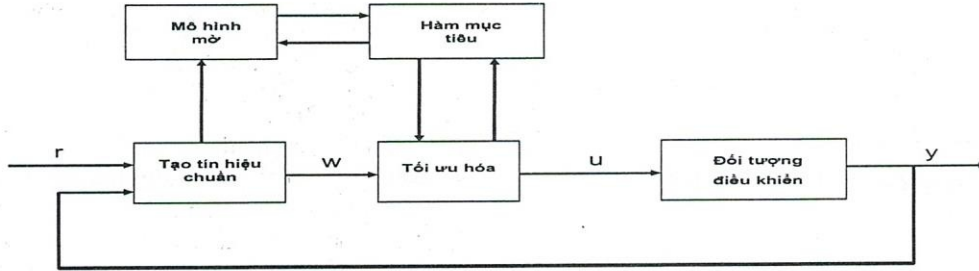 Mô hình
mờ
Hàm mục
tiêu
r
Tạo tín hiệu
chuẩn
w
Tối ưu hóa
u
Đối tượng
điều khiển
y